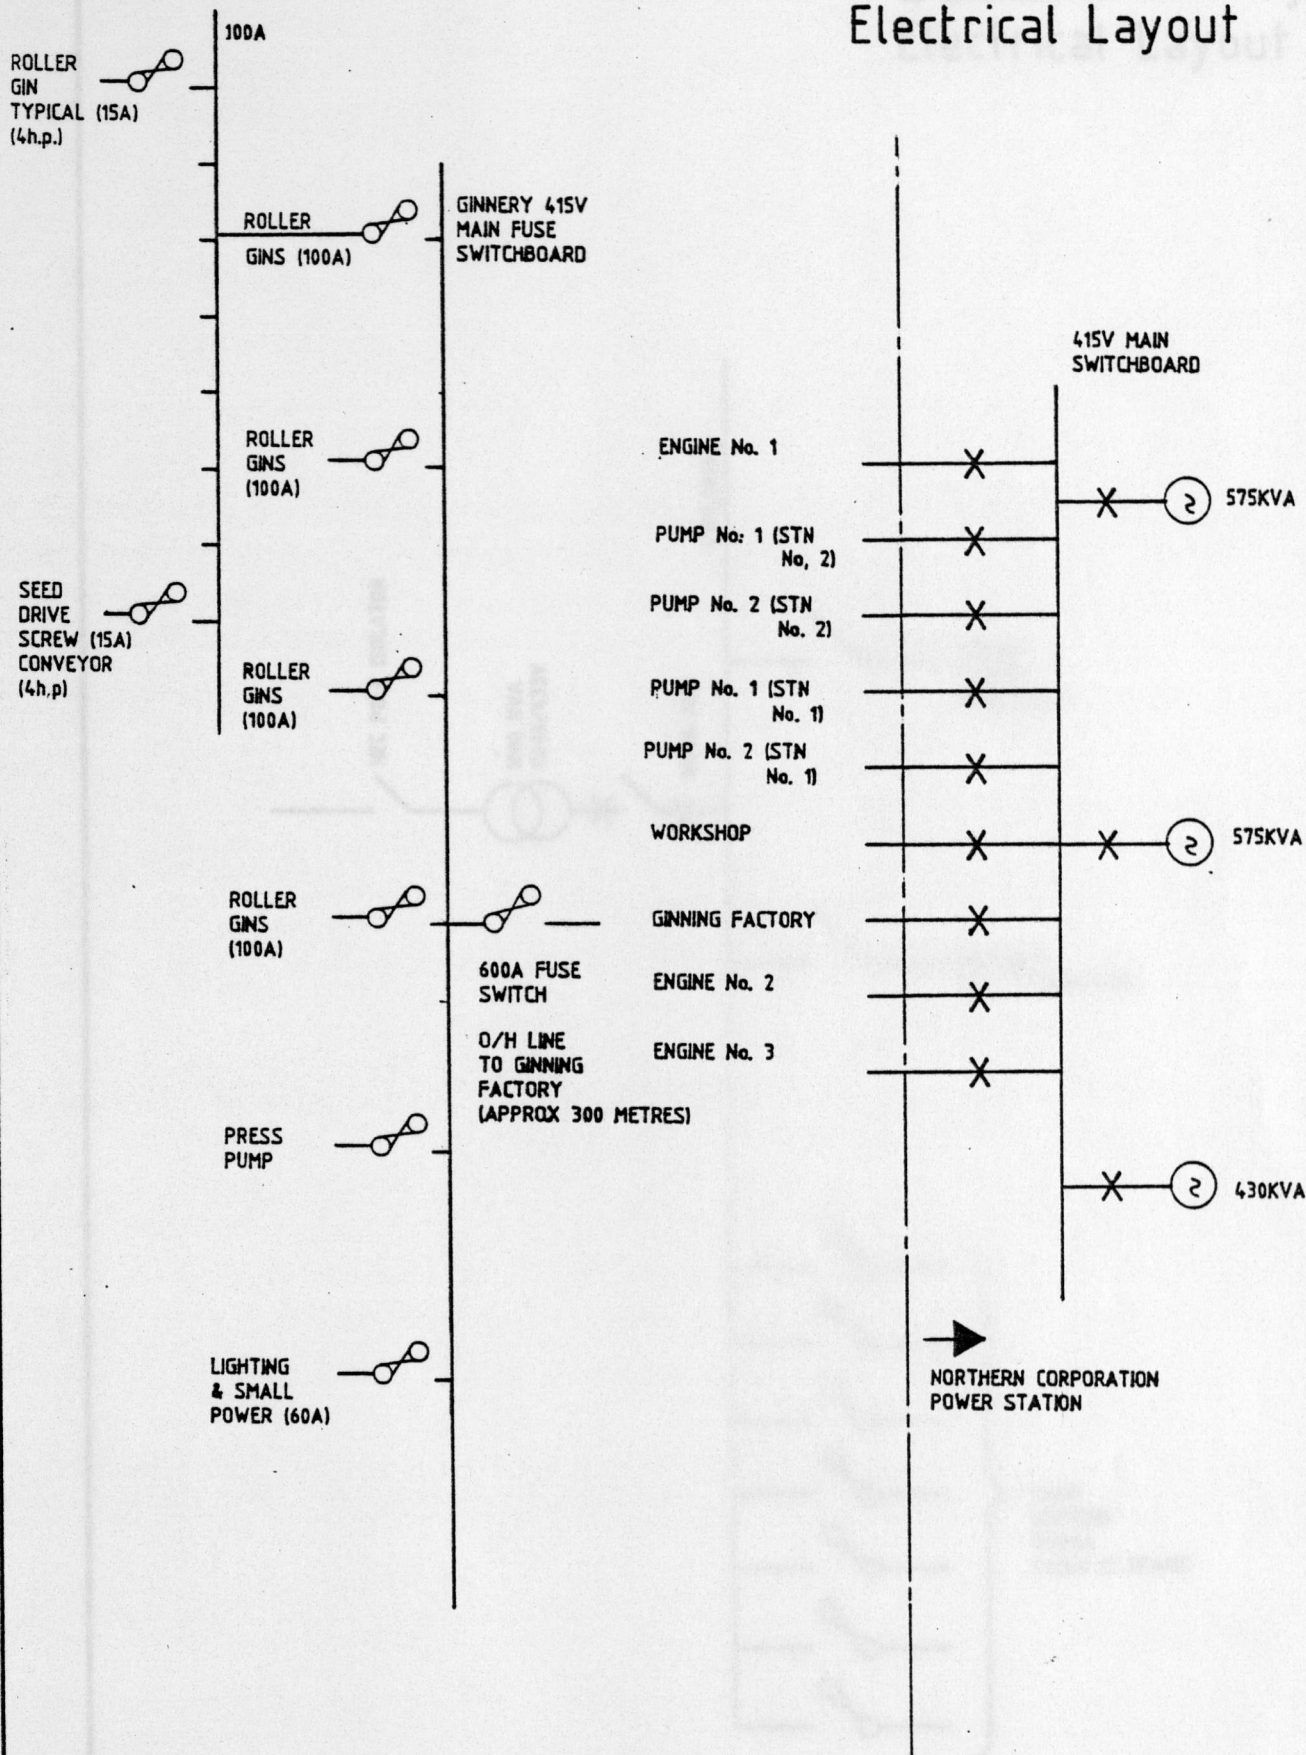 Electrical Layout
100A
ROLLER
GIN
TYPICAL (15A)
(4h.p.)
ROLLER
GINS (100A)
GINNERY 415V
MAIN FUSE
SWITCHBOARD
415V MAIN
SWITCHBOARD
ROLLER
GINS
(100A)
ENGINE No. 1
575KVA
PUMP No. 1 (STN
No, 2)
SEED
DRIVE
SCREW (15A)
CONVEYOR
(4h,p)
PUMP No. 2 (STN
No. 2)
ROLLER
GINS
(100A)
PUMP No. 1 (STN
No. 1)
PUMP No. 2 (STN
No. 1)
WORKSHOP
575KVA
ROLLER
GINS
(100A)
GINNING FACTORY
600A FUSE
SWITCH
ENGINE No. 2
O/H LINE
TO GINNING
FACTORY
(APPROX 300 METRES)
ENGINE No. 3
PRESS
PUMP
430KVA
LIGHTING
& SMALL
POWER (60A)
NORTHERN CORPORATION
POWER STATION